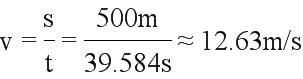 v = s/t = 500m/39.584s ≈ 12.63m/s